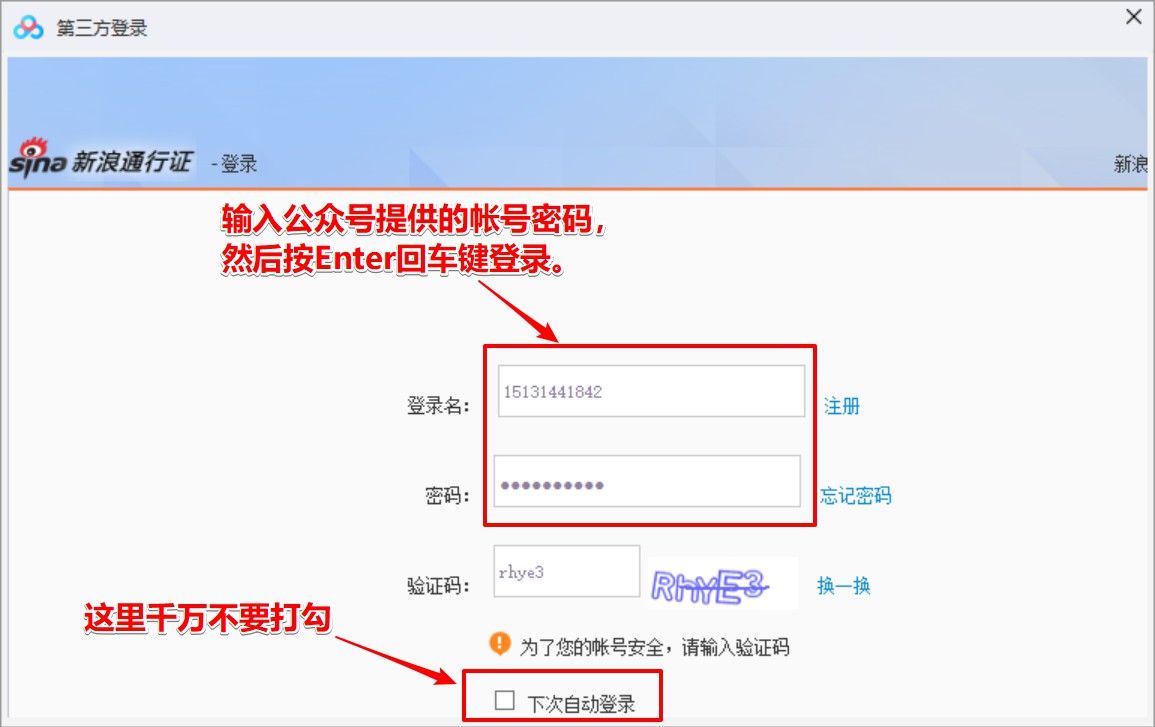 第三方登录
sina新浪通行证 -登录
新浪
输入公众号提供的帐号密码,
然后按Enter回车键登录。
登录名: 15131441842 注册
密码: ●●●●●●●●●● 忘记密码
验证码: rhye3 RhYE3 换一换
这里千万不要打勾
为了您的帐号安全，请输入验证码
下次自动登录